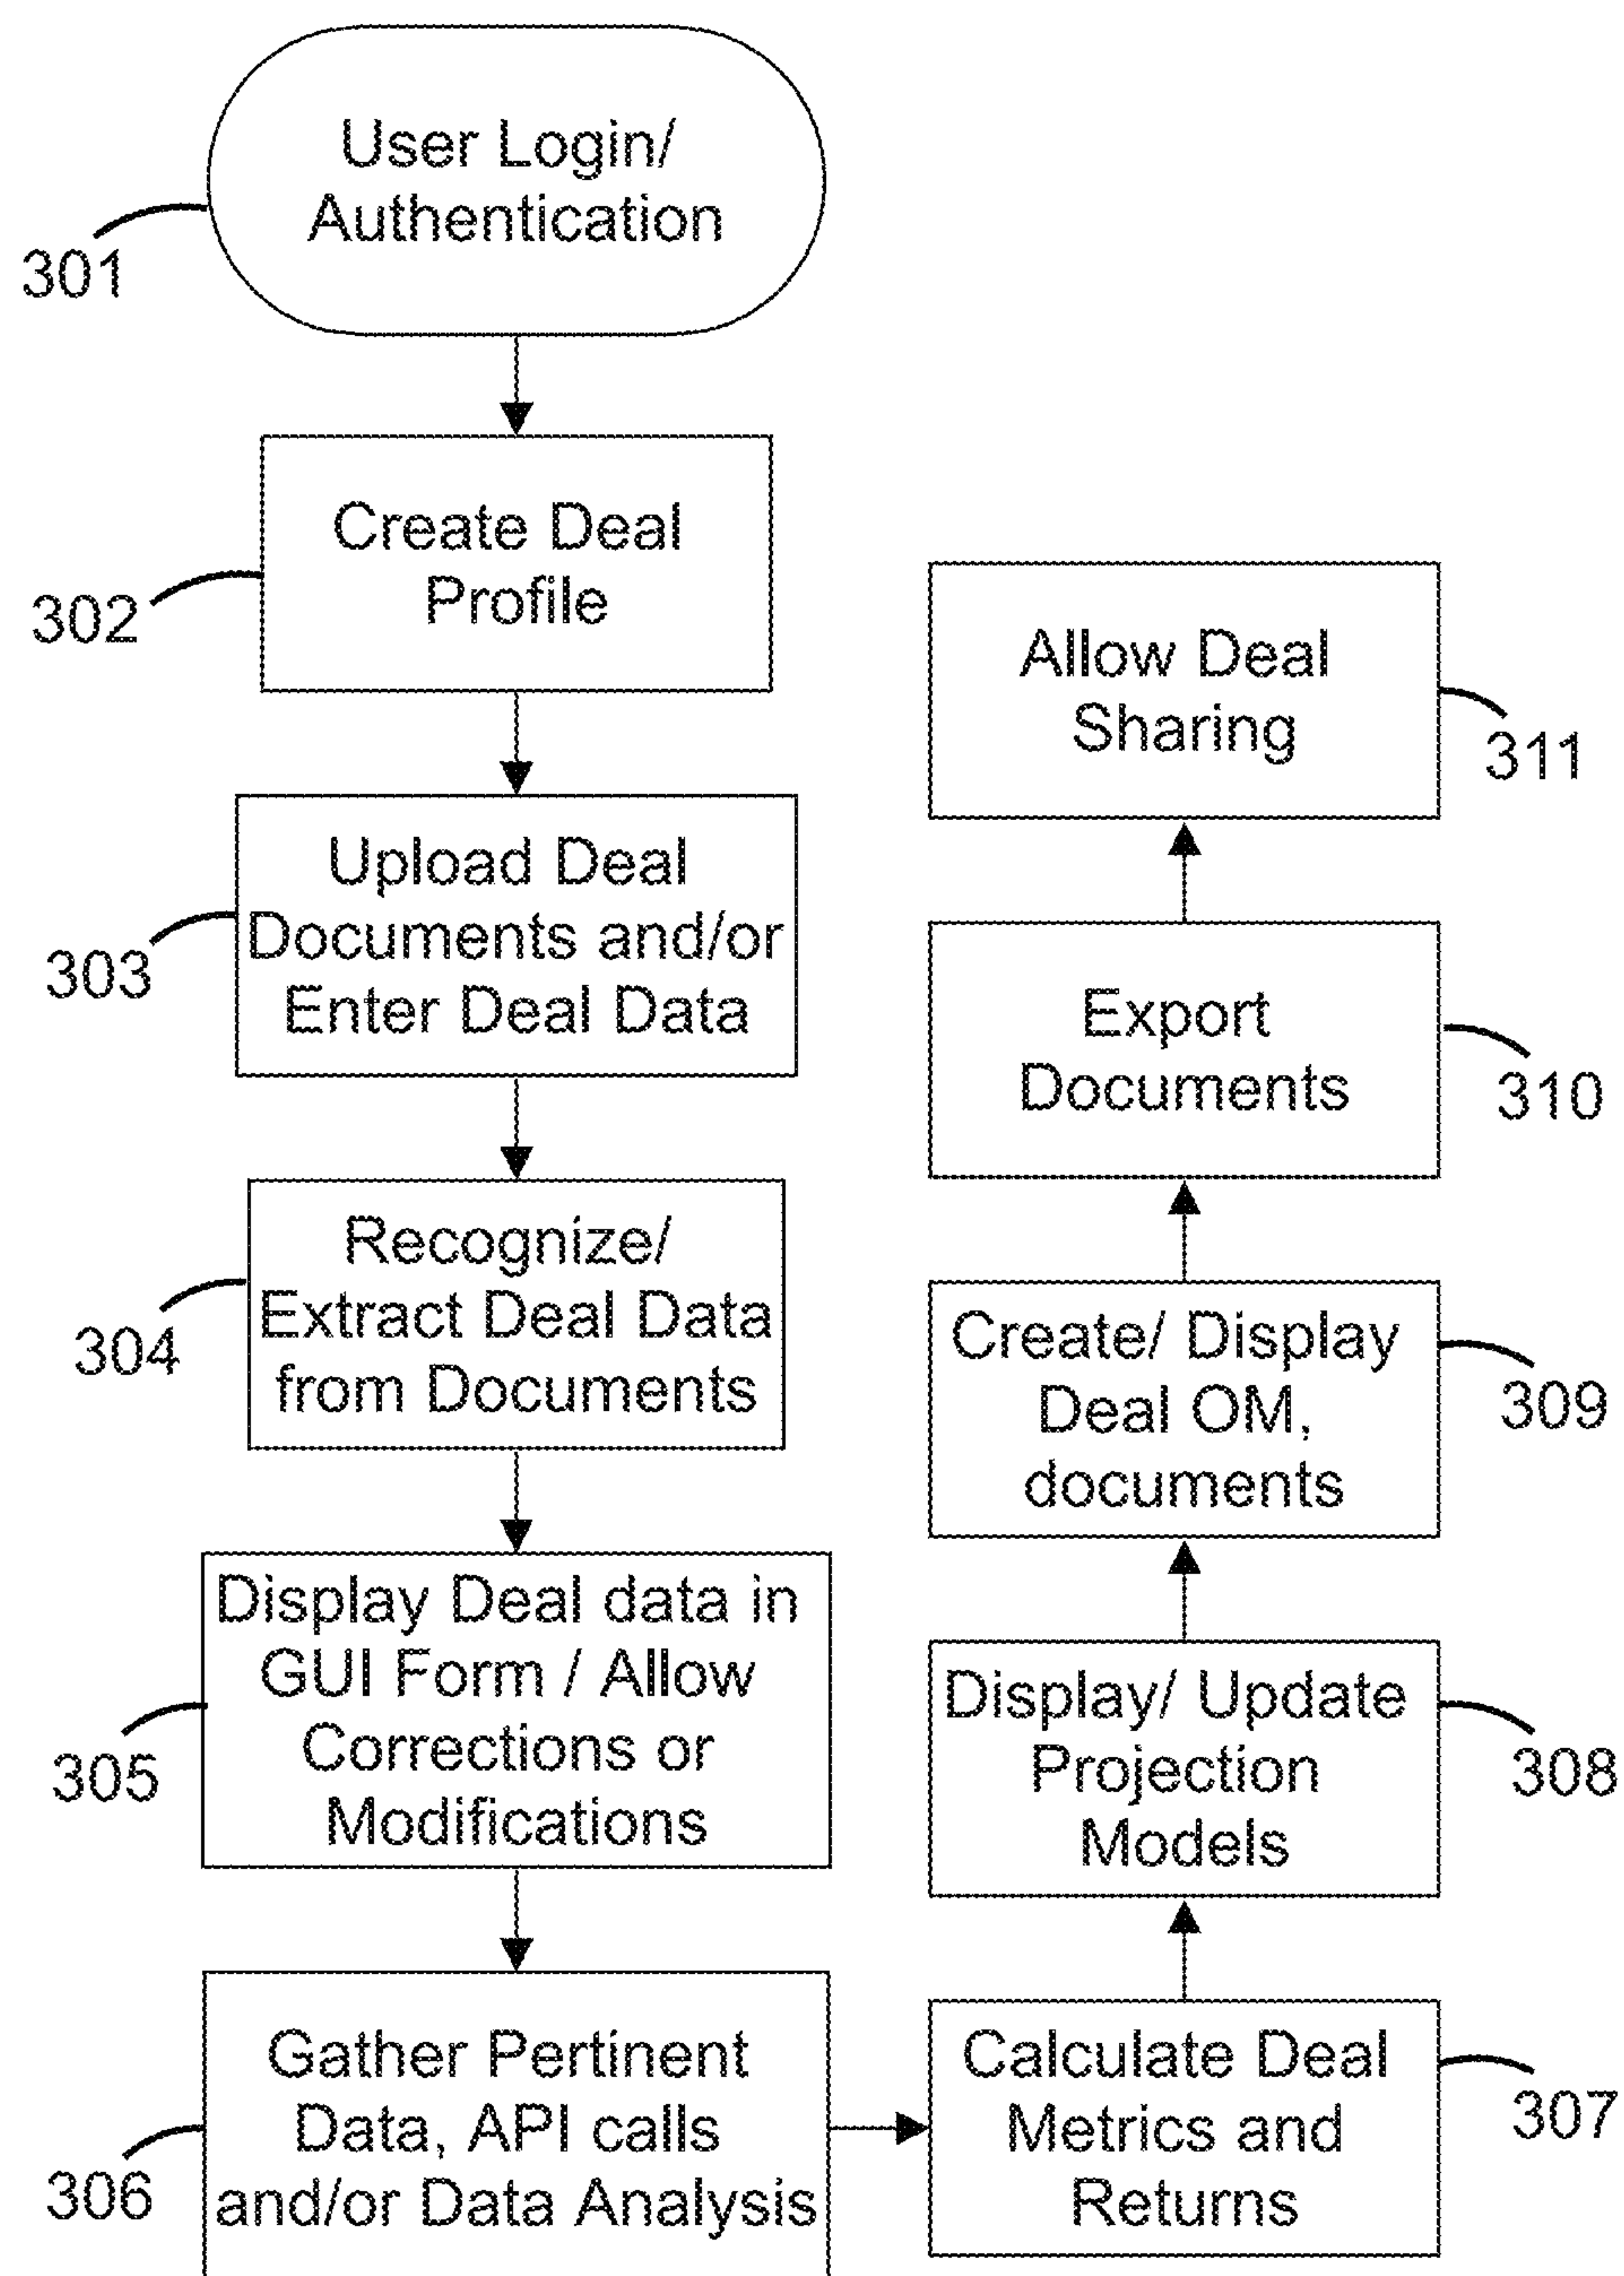 User Login/
Authentication
301
Create Deal
Profile
302
Upload Deal
Documents and/or
Enter Deal Data
303
Recognize/
Extract Deal Data
from Documents
304
Display Deal data in
GUI Form / Allow
Corrections or
Modifications
305
Gather Pertinent
Data, API calls
and/or Data Analysis
306
Calculate Deal
Metrics and
Returns
307
Display/ Update
Projection
Models
308
Create/ Display
Deal OM,
documents
309
Export
Documents
310
Allow Deal
Sharing
311